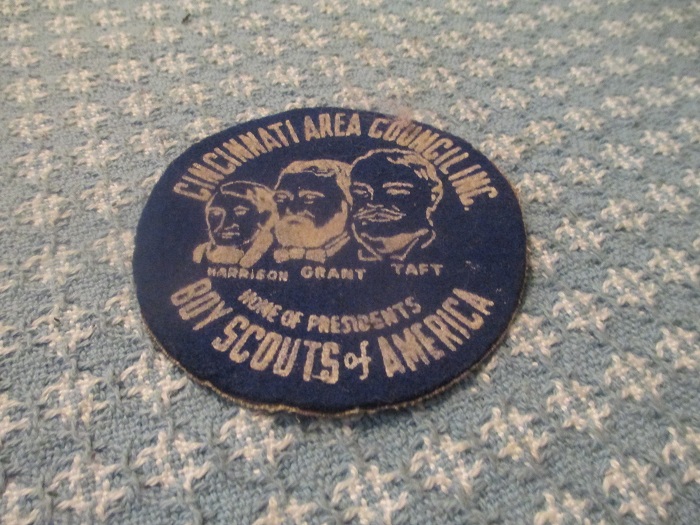 CINCINNATI AREA COUNCIL INC.
HARRISON GRANT TAFT
HOME OF PRESIDENTS
BOY SCOUTS of AMERICA